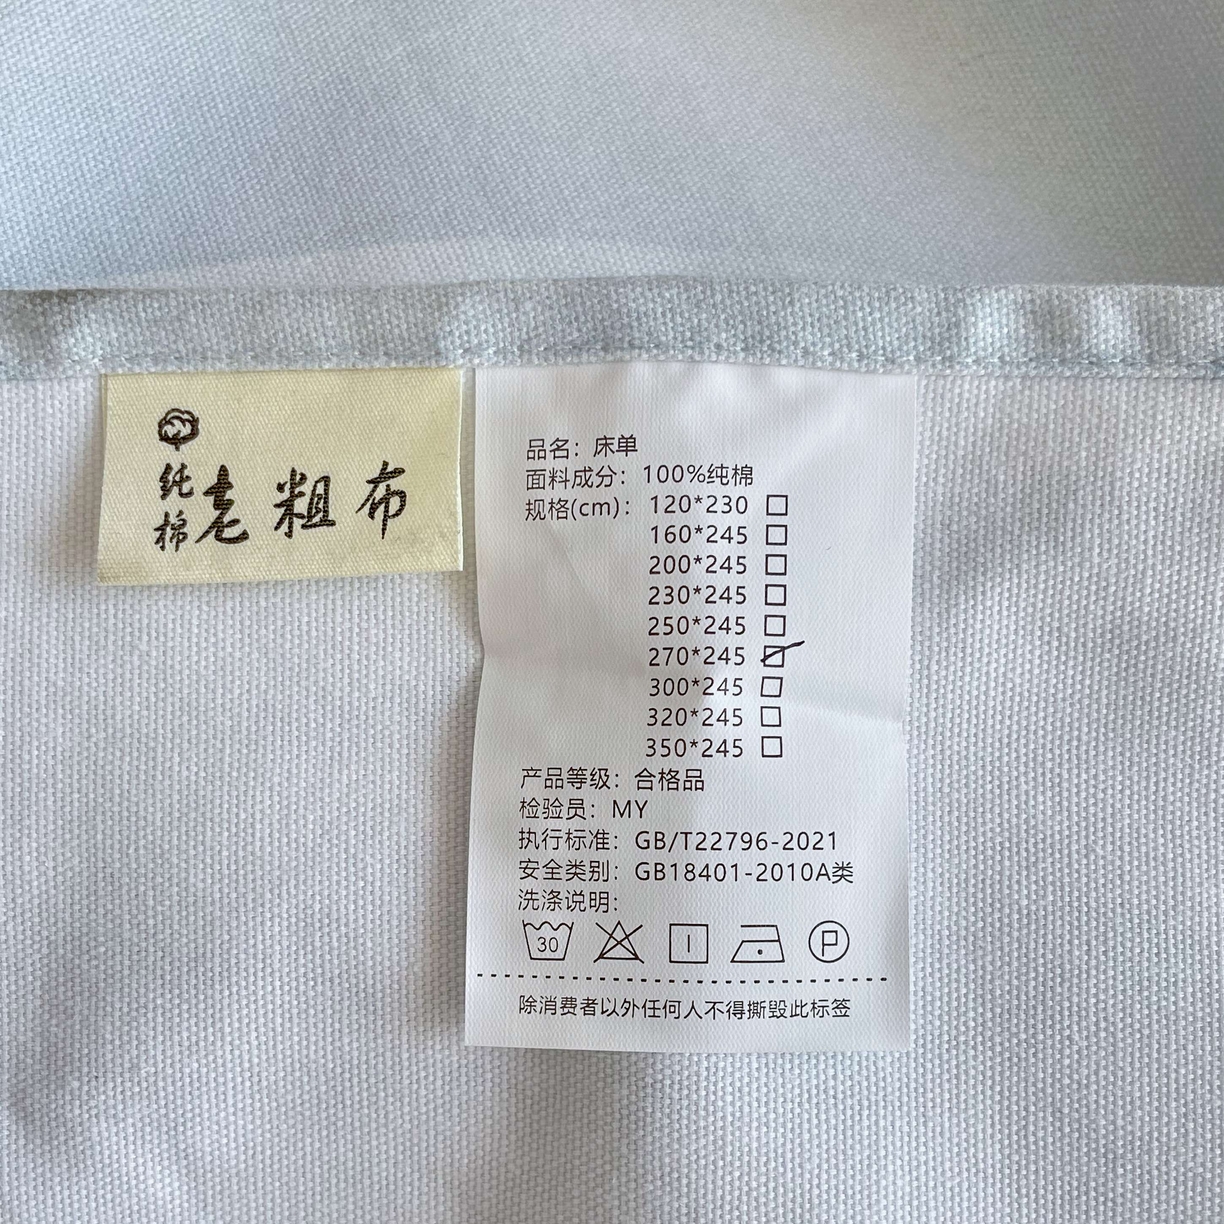 纯棉老粗布
品名：床单
面料成分：100%纯棉
规格(cm)：120*230 □
160*245 □
200*245 □
230*245 □
250*245 □
270*245 ☑
300*245 □
320*245 □
350*245 □
产品等级：合格品
检验员：MY
执行标准：GB/T22796-2021
安全类别：GB18401-2010A类
洗涤说明：
30 P
除消费者以外任何人不得撕毁此标签